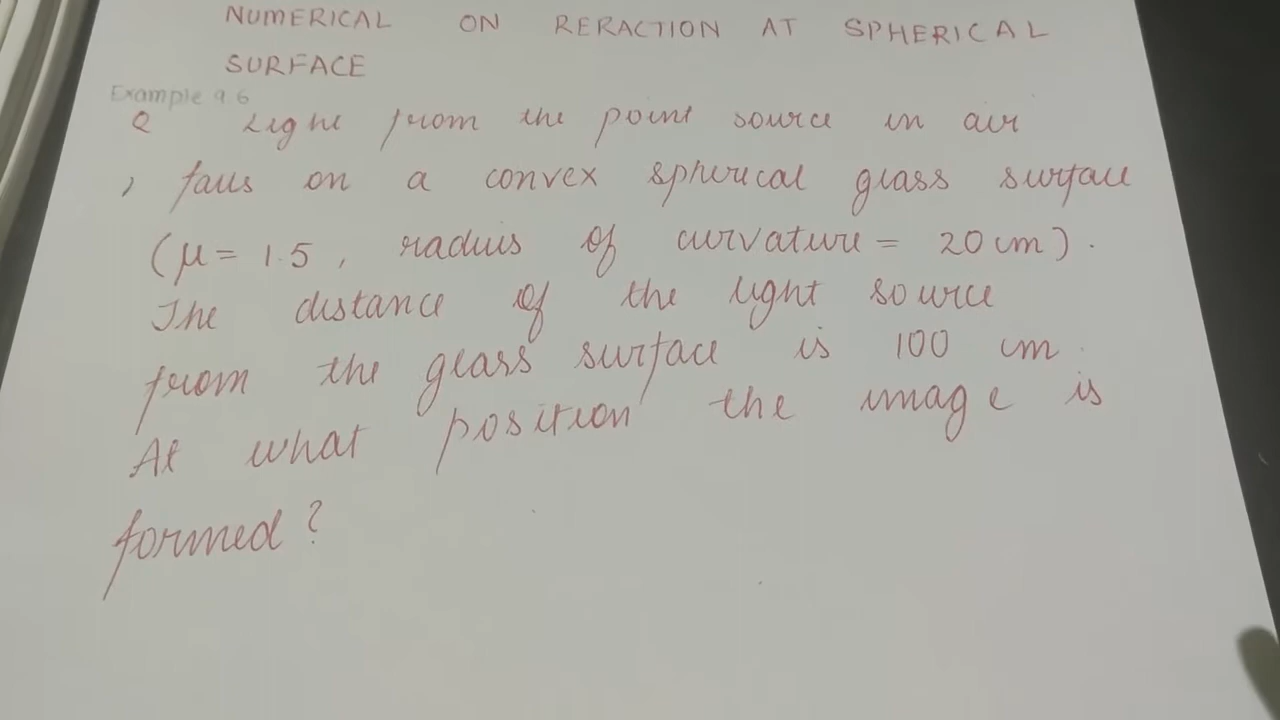 NUMERICAL ON RERACTION AT SPHERICAL
SURFACE
Example 9.6
Q Light from the point source in air
, falls on a convex spherical glass surface
(μ = 1.5, radius of curvature = 20 cm).
The distance of the light source
from the glass surface is 100 cm.
At what position the image is
formed?